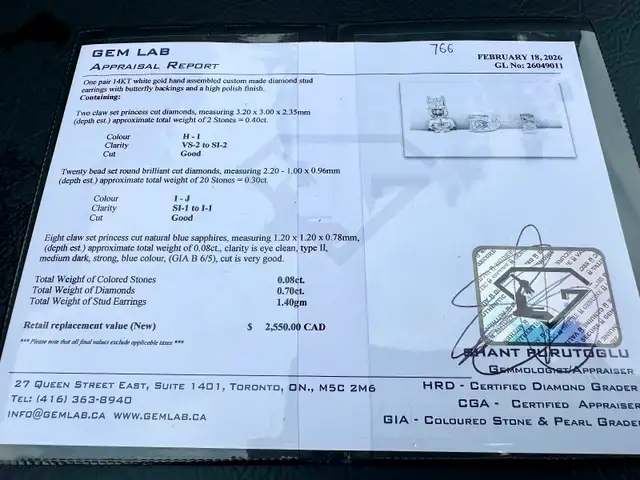 766
GEM LAB
APPRAISAL REPORT
FEBRUARY 18, 2026
GL No: 26049011
One pair 14KT white gold hand assembled custom made diamond stud
earrings with butterfly backings and a high polish finish.
Containing:
Two claw set princess cut diamonds, measuring 3.20 x 3.00 x 2.35mm
(depth est.) approximate total weight of 2 Stones = 0.40ct.
Colour H - I
Clarity VS-2 to SI-2
Cut Good
Twenty bead set round brilliant cut diamonds, measuring 2.20 - 1.00 x 0.96mm
(depth est.) approximate total weight of 20 Stones = 0.30ct.
Colour I - J
Clarity SI-1 to I-1
Cut Good
Eight claw set princess cut natural blue sapphires, measuring 1.20 x 1.20 x 0.78mm,
(depth est.) approximate total weight of 0.08ct., clarity is eye clean, type II,
medium dark, strong, blue colour, (GIA B 6/5), cut is very good.
Total Weight of Colored Stones 0.08ct.
Total Weight of Diamonds 0.70ct.
Total Weight of Stud Earrings 1.40gm
Retail replacement value (New) $ 2,550.00 CAD
*** Please note that all final values exclude applicable taxes ***
SHANT PURUTOGLU
Gemmologist/Appraiser
27 QUEEN STREET EAST, SUITE 1401, TORONTO, ON., M5C 2M6
TEL: (416) 363-8940
INFO@GEMLAB.CA WWW.GEMLAB.CA
HRD - CERTIFIED DIAMOND GRADER
CGA - CERTIFIED APPRAISER
GIA - COLOURED STONE & PEARL GRADER